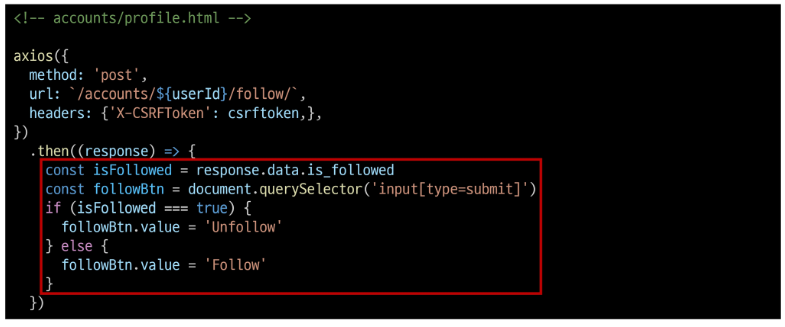 <!-- accounts/profile.html -->
axios({
  method: 'post',
  url: `/accounts/${userId}/follow/`,
  headers: {'X-CSRFToken': csrftoken,},
})
  .then((response) => {
    const isFollowed = response.data.is_followed
    const followBtn = document.querySelector('input[type=submit]')
    if (isFollowed === true) {
      followBtn.value = 'Unfollow'
    } else {
      followBtn.value = 'Follow'
    }
  })